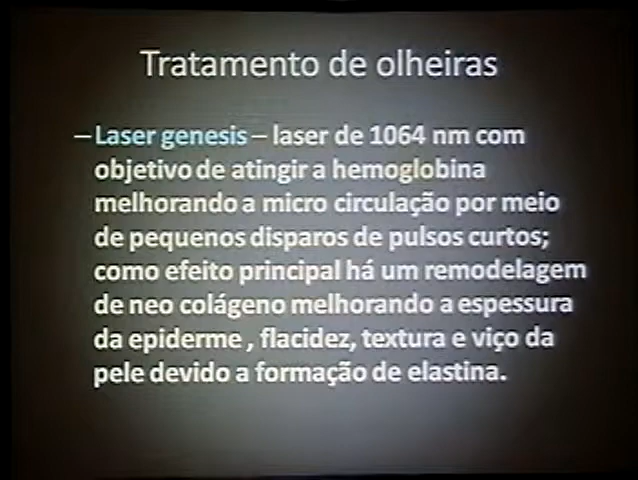 Tratamento de olheiras
–Laser genesis – laser de 1064 nm com
objetivo de atingir a hemoglobina
melhorando a micro circulação por meio
de pequenos disparos de pulsos curtos;
como efeito principal há um remodelagem
de neo colágeno melhorando a espessura
da epiderme , flacidez, textura e viço da
pele devido a formação de elastina.